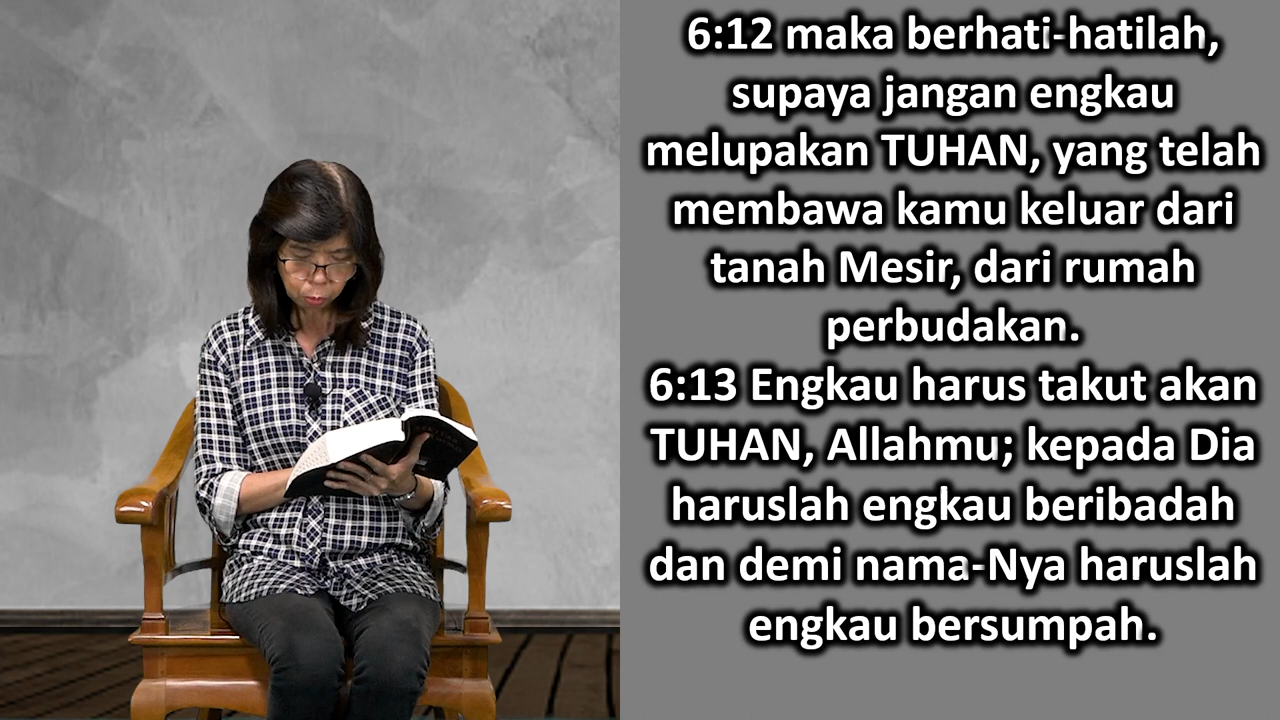 6:12 maka berhati-hatilah,
supaya jangan engkau
melupakan TUHAN, yang telah
membawa kamu keluar dari
tanah Mesir, dari rumah
perbudakan.
6:13 Engkau harus takut akan
TUHAN, Allahmu; kepada Dia
haruslah engkau beribadah
dan demi nama-Nya haruslah
engkau bersumpah.